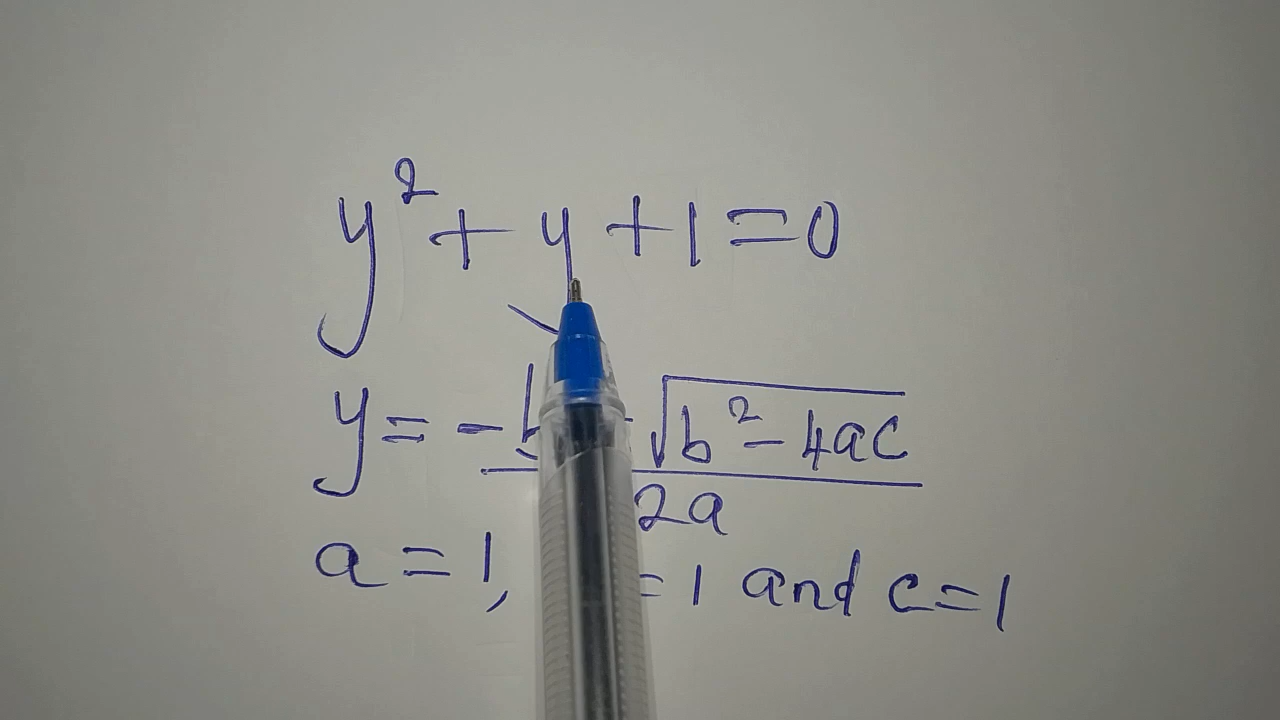 y² + y + 1 = 0
y = -b √b² - 4ac
2a
a = 1, = 1 and c = 1